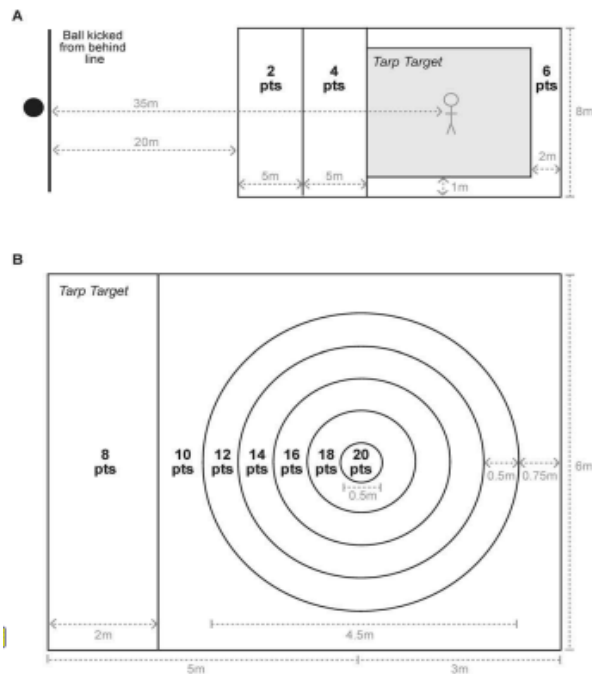 A
Ball kicked
from behind
line
2
pts
4
pts
Tarp Target
6
pts
35m
8m
20m
2m
5m
5m
1m
B
Tarp Target
8
pts
10
pts
12
pts
14
pts
16
pts
18
pts
20
pts
0.5m
0.5m
0.75m
6m
2m
4.5m
5m
3m